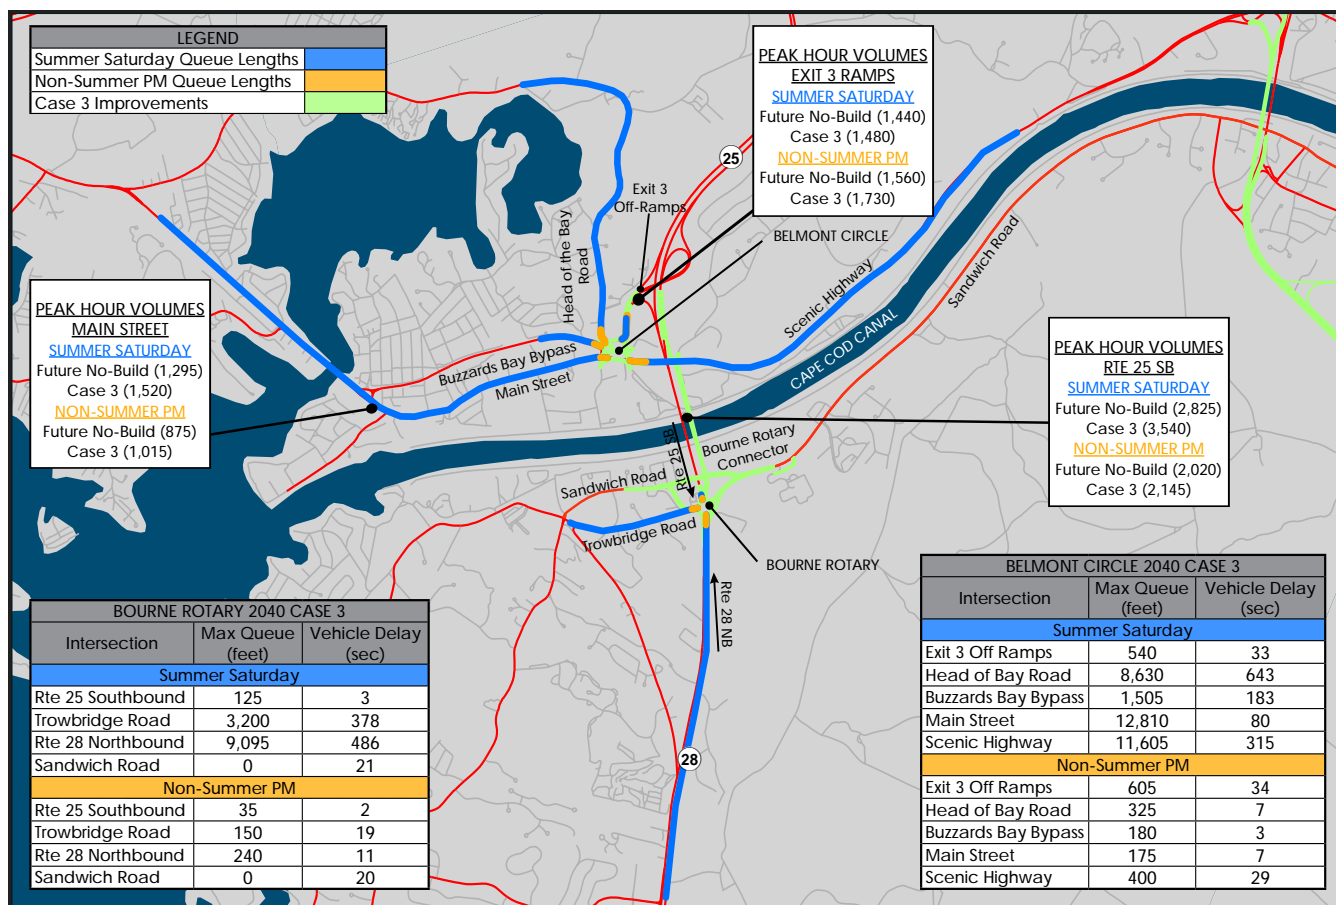 LEGEND
Summer Saturday Queue Lengths
Non-Summer PM Queue Lengths
Case 3 Improvements
PEAK HOUR VOLUMES
EXIT 3 RAMPS
SUMMER SATURDAY
Future No-Build (1,440)
Case 3 (1,480)
NON-SUMMER PM
Future No-Build (1,560)
Case 3 (1,730)
25
Exit 3
Off-Ramps
BELMONT CIRCLE
Head of the Bay
Road
Scenic Highway
Sandwich Road
CAPE COD CANAL
Buzzards Bay Bypass
Main Street
PEAK HOUR VOLUMES
MAIN STREET
SUMMER SATURDAY
Future No-Build (1,295)
Case 3 (1,520)
NON-SUMMER PM
Future No-Build (875)
Case 3 (1,015)
PEAK HOUR VOLUMES
RTE 25 SB
SUMMER SATURDAY
Future No-Build (2,825)
Case 3 (3,540)
NON-SUMMER PM
Future No-Build (2,020)
Case 3 (2,145)
Rte 25 SB
Bourne Rotary
Connector
Sandwich Road
Trowbridge Road
BOURNE ROTARY
Rte 28 NB
28
BOURNE ROTARY 2040 CASE 3
Intersection Max Queue (feet) Vehicle Delay (sec)
Summer Saturday
Rte 25 Southbound 125 3
Trowbridge Road 3,200 378
Rte 28 Northbound 9,095 486
Sandwich Road 0 21
Non-Summer PM
Rte 25 Southbound 35 2
Trowbridge Road 150 19
Rte 28 Northbound 240 11
Sandwich Road 0 20
BELMONT CIRCLE 2040 CASE 3
Intersection Max Queue (feet) Vehicle Delay (sec)
Summer Saturday
Exit 3 Off Ramps 540 33
Head of Bay Road 8,630 643
Buzzards Bay Bypass 1,505 183
Main Street 12,810 80
Scenic Highway 11,605 315
Non-Summer PM
Exit 3 Off Ramps 605 34
Head of Bay Road 325 7
Buzzards Bay Bypass 180 3
Main Street 175 7
Scenic Highway 400 29